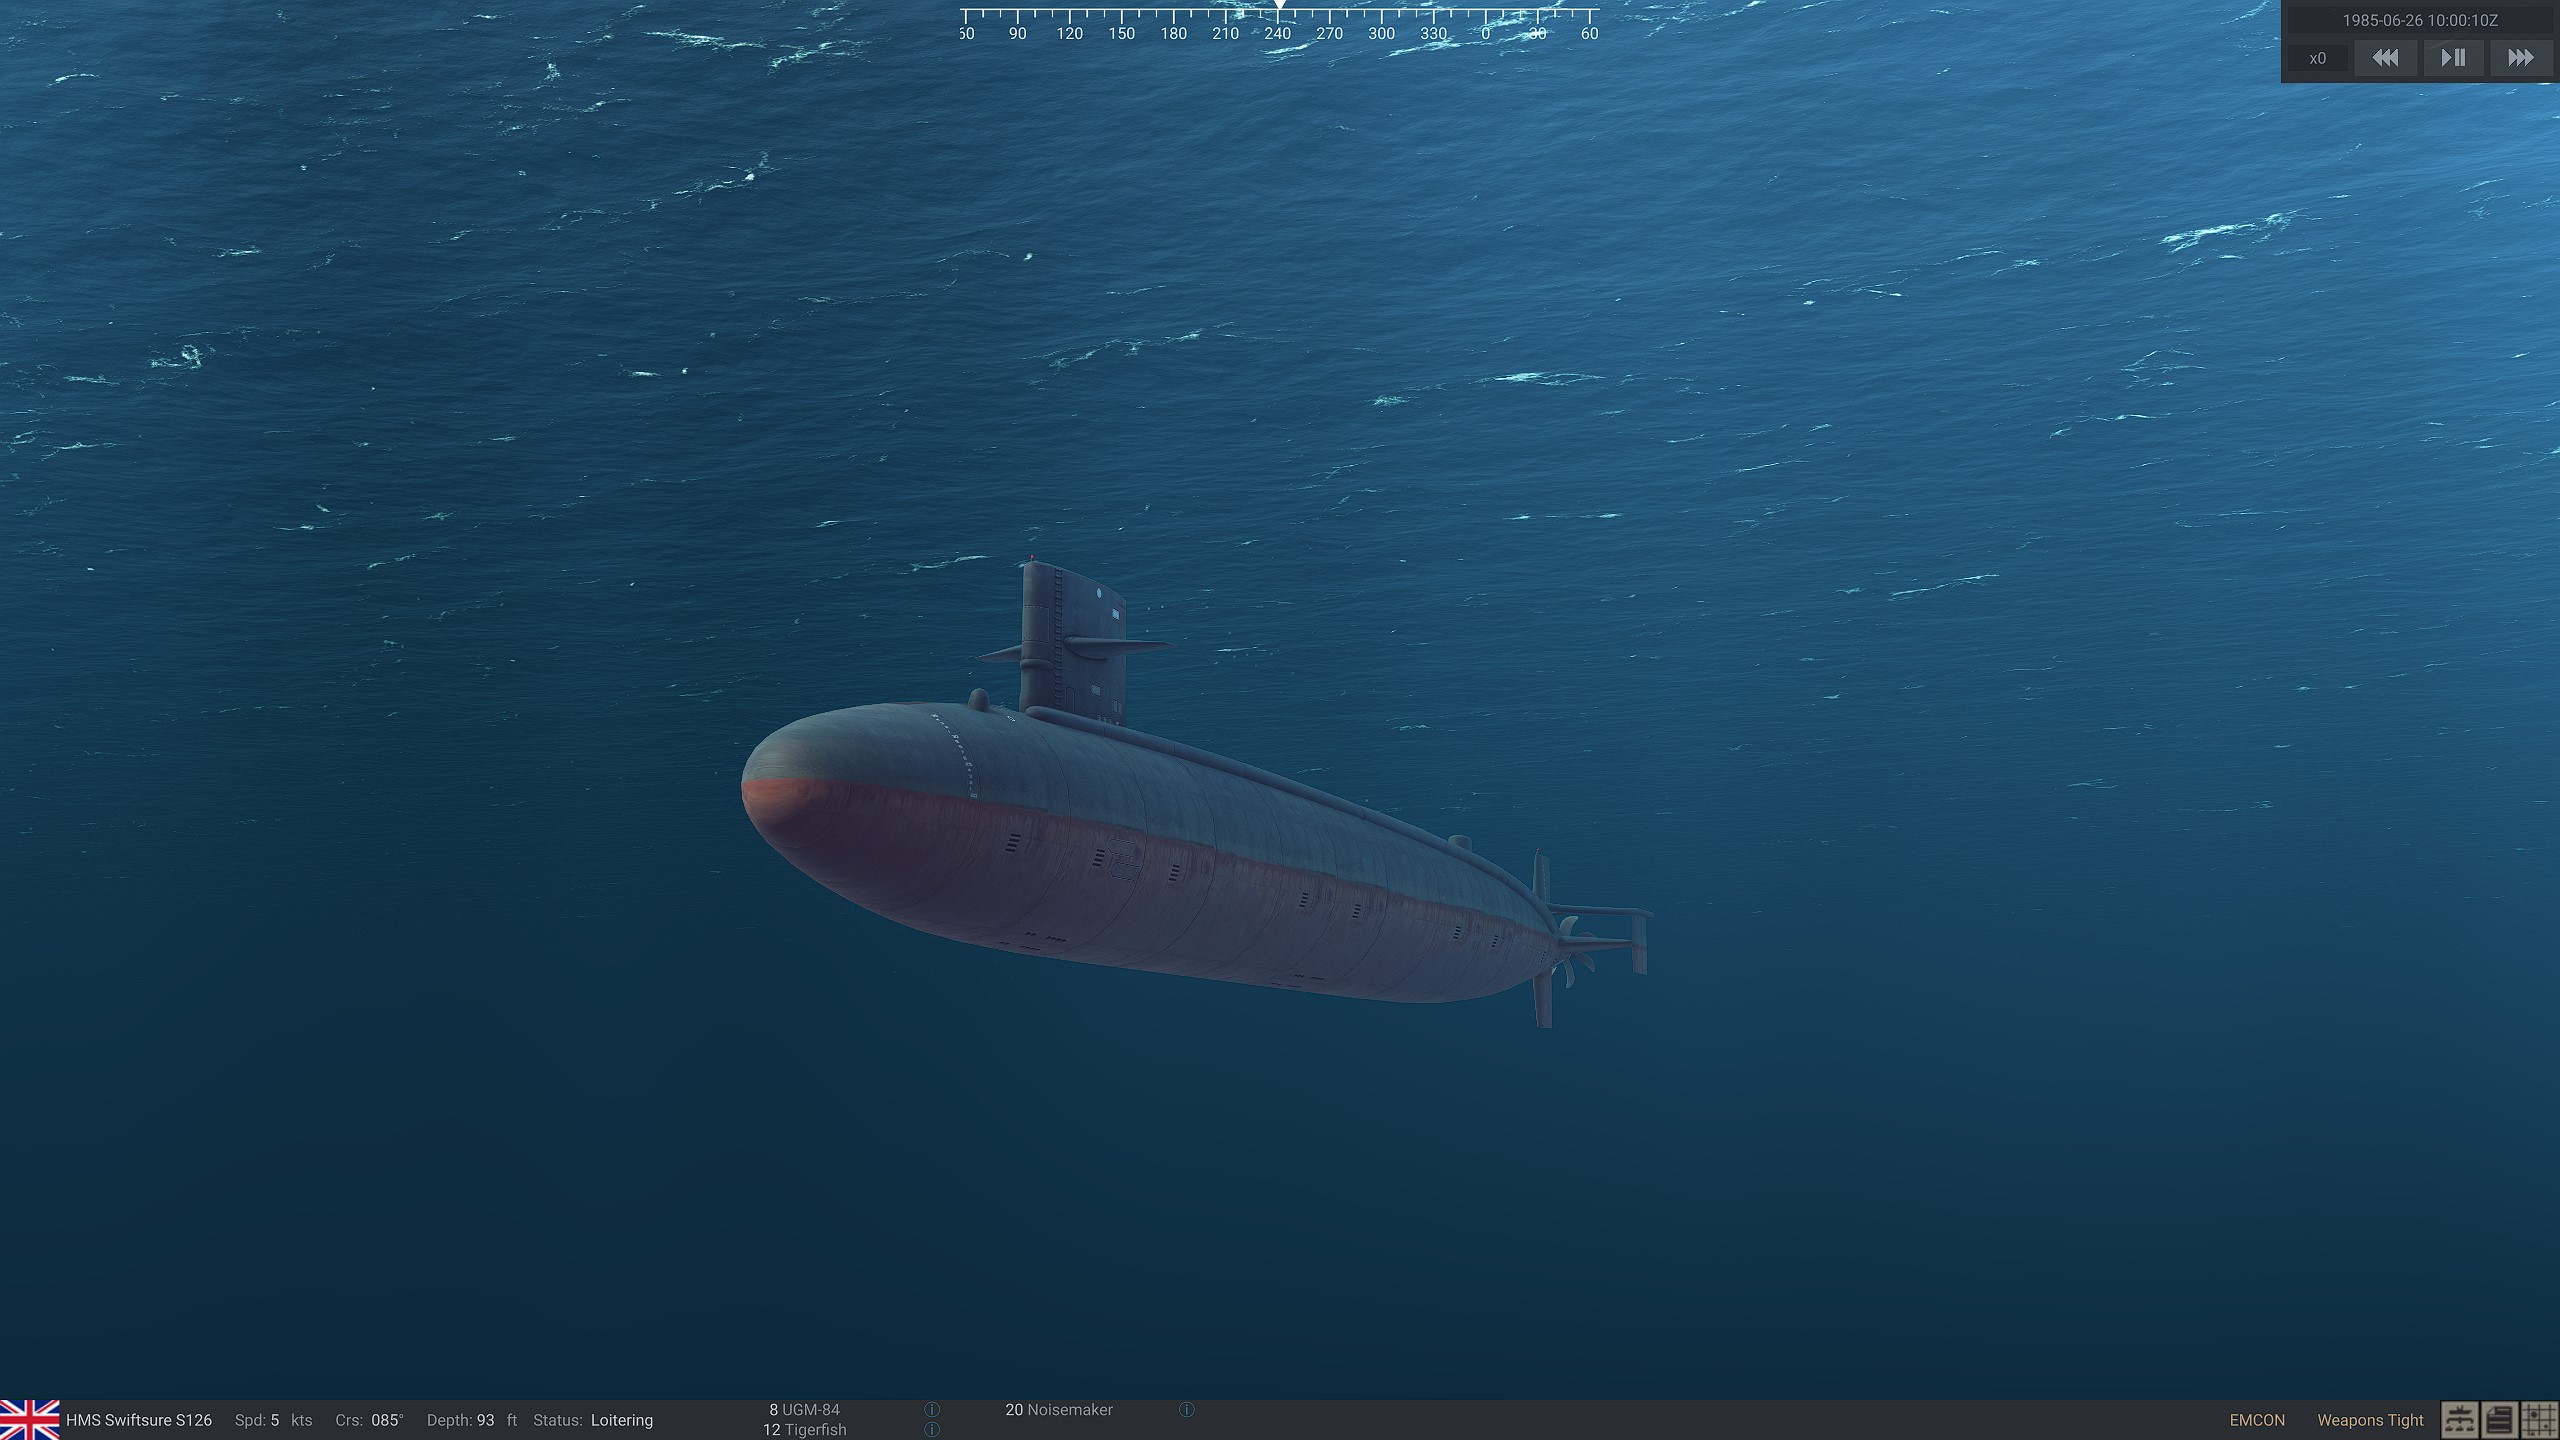 60 90 120 150 180 210 240 270 300 330 0 30 60
1985-06-26 10:00:10Z
x0
HMS Swiftsure S126 Spd: 5 kts Crs: 085° Depth: 93 ft Status: Loitering
8 UGM-84
12 Tigerfish
20 Noisemaker
EMCON Weapons Tight